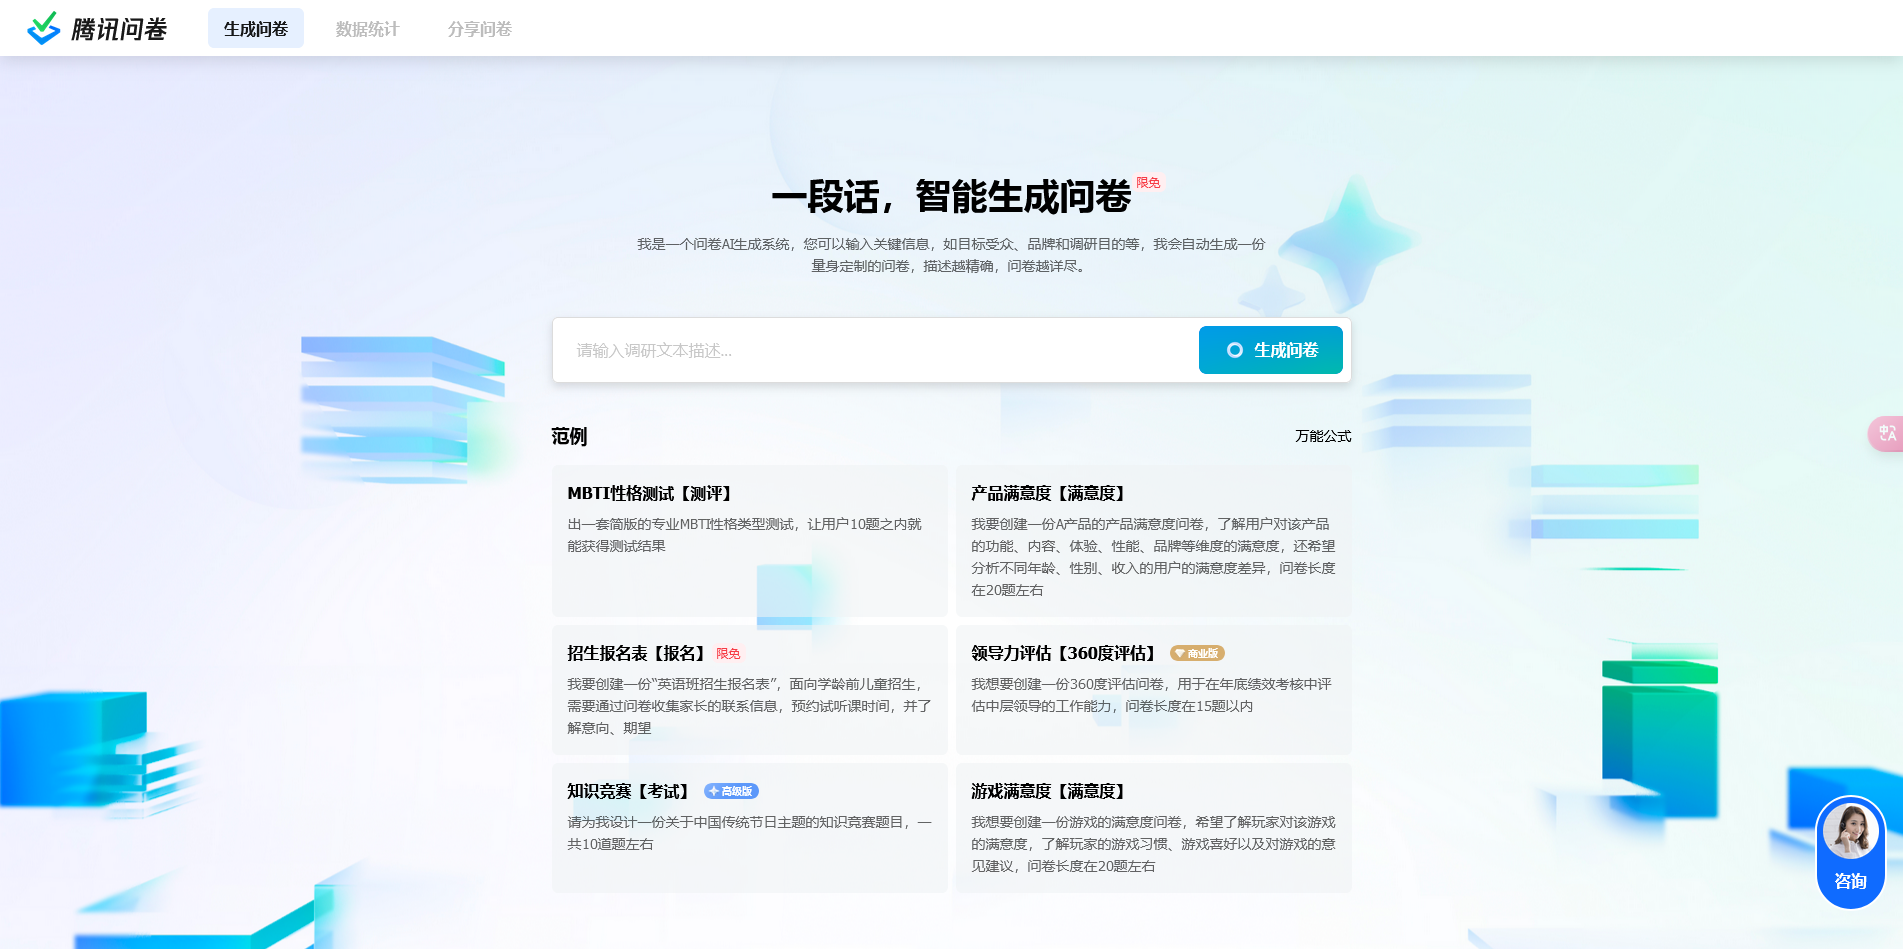 腾讯问卷
生成问卷
数据统计
分享问卷
一段话，智能生成问卷
限免
我是一个问卷AI生成系统，您可以输入关键信息，如目标受众、品牌和调研目的等，我会自动生成一份
量身定制的问卷，描述越精确，问卷越详尽。
请输入调研文本描述...
生成问卷
范例
万能公式
MBTI性格测试【测评】
出一套简版的专业MBTI性格类型测试，让用户10题之内就
能获得测试结果
产品满意度【满意度】
我要创建一份A产品的产品满意度问卷，了解用户对该产品
的功能、内容、体验、性能、品牌等维度的满意度，还希望
分析不同年龄、性别、收入的用户的满意度差异，问卷长度
在20题左右
招生报名表【报名】 限免
我要创建一份“英语班招生报名表”，面向学龄前儿童招生，
需要通过问卷收集家长的联系信息，预约试听课时间，并了
解意向、期望
领导力评估【360度评估】 商业版
我想要创建一份360度评估问卷，用于在年底绩效考核中评
估中层领导的工作能力，问卷长度在15题以内
知识竞赛【考试】 高级版
请为我设计一份关于中国传统节日主题的知识竞赛题目，一
共10道题左右
游戏满意度【满意度】
我想要创建一份游戏的满意度问卷，希望了解玩家对该游戏
的满意度，了解玩家的游戏习惯、游戏喜好以及对游戏的意
见建议，问卷长度在20题左右
中A
咨询